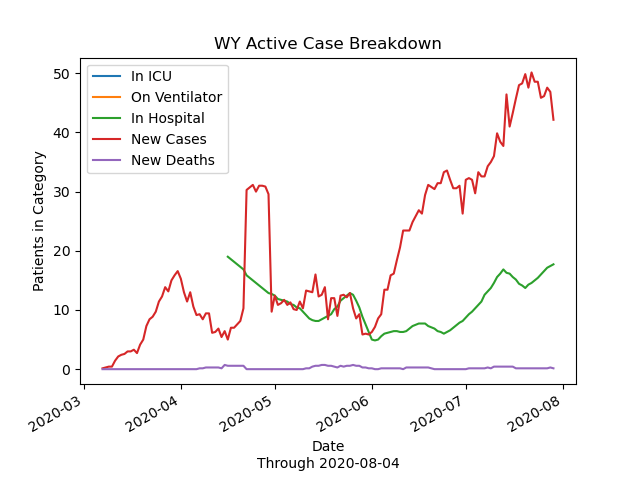 WY Active Case Breakdown
In ICU
On Ventilator
In Hospital
New Cases
New Deaths
Patients in Category
50
40
30
20
10
0
2020-03
2020-04
2020-05
2020-06
2020-07
2020-08
Date
Through 2020-08-04